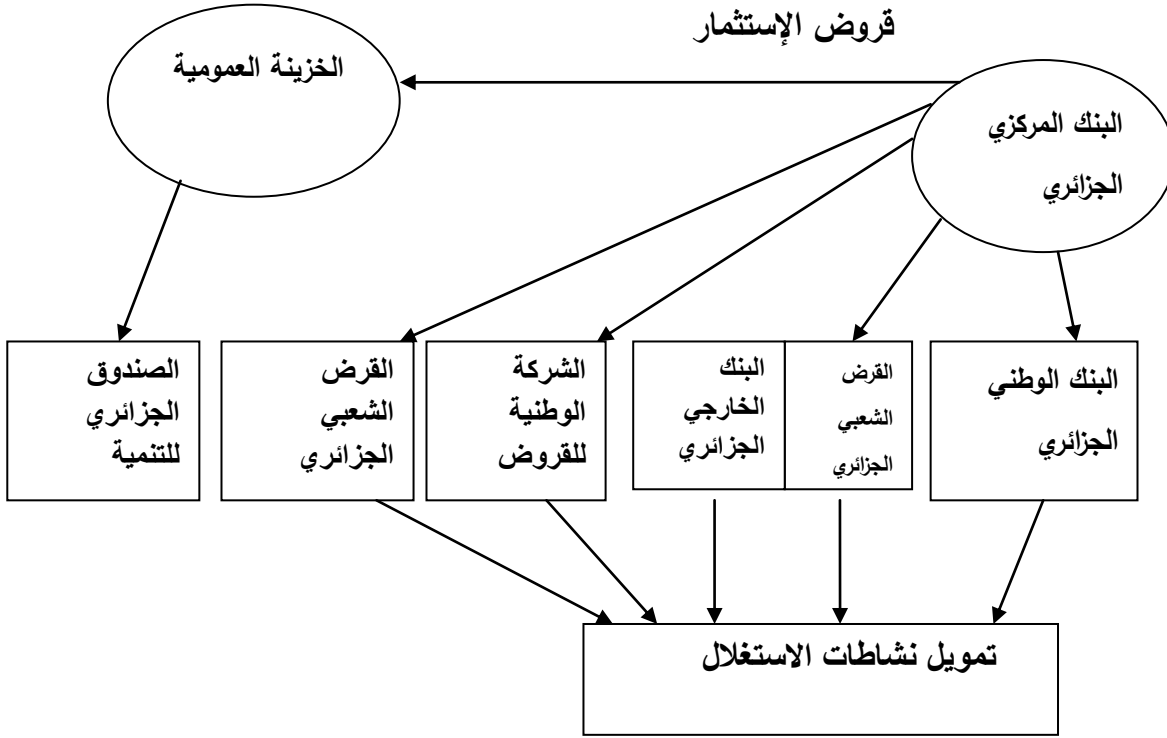 قروض الإستثمار
البنك المركزي
الجزائري
الخزينة العمومية
البنك الوطني
الجزائري
القرض
الشعبي
الجزائري
البنك
الخارجي
الجزائري
الشركة
الوطنية
للقروض
القرض
الشعبي
الجزائري
الصندوق
الجزائري
للتنمية
تمويل نشاطات الاستغلال